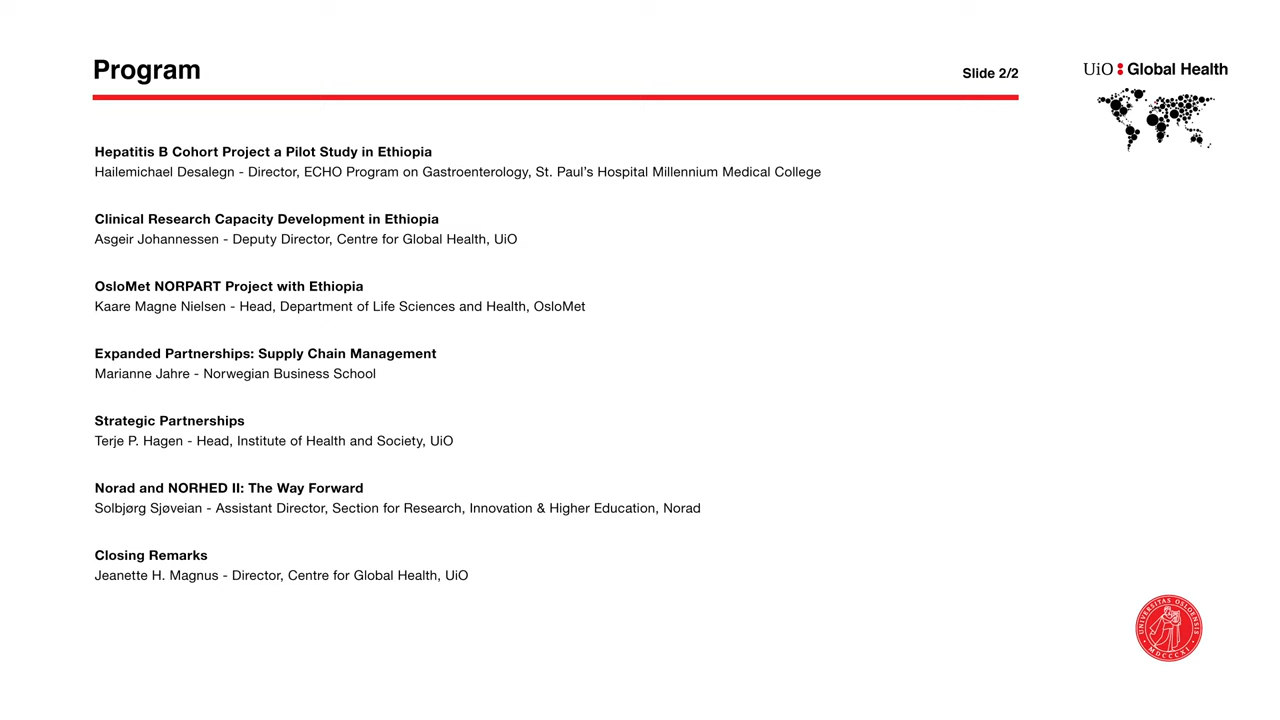 Program
Slide 2/2
UiO : Global Health
Hepatitis B Cohort Project a Pilot Study in Ethiopia
Hailemichael Desalegn - Director, ECHO Program on Gastroenterology, St. Paul’s Hospital Millennium Medical College
Clinical Research Capacity Development in Ethiopia
Asgeir Johannessen - Deputy Director, Centre for Global Health, UiO
OsloMet NORPART Project with Ethiopia
Kaare Magne Nielsen - Head, Department of Life Sciences and Health, OsloMet
Expanded Partnerships: Supply Chain Management
Marianne Jahre - Norwegian Business School
Strategic Partnerships
Terje P. Hagen - Head, Institute of Health and Society, UiO
Norad and NORHED II: The Way Forward
Solbjørg Sjøveian - Assistant Director, Section for Research, Innovation & Higher Education, Norad
Closing Remarks
Jeanette H. Magnus - Director, Centre for Global Health, UiO
UNIVERSITAS OSLOENSIS
MDCCCXI